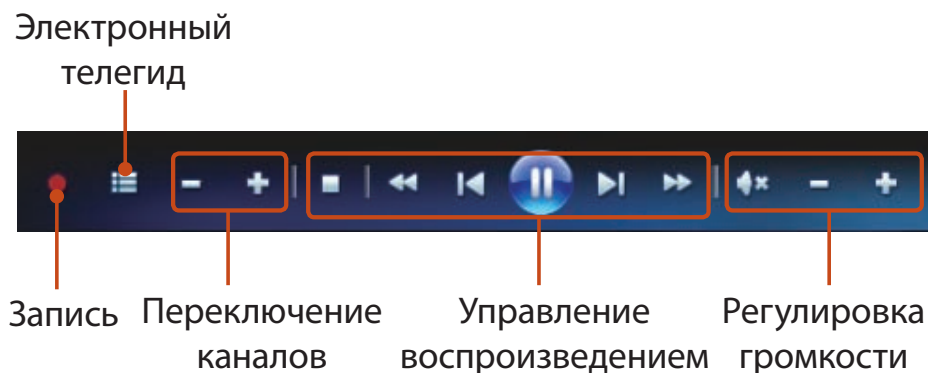 Электронный
телегид
Запись
Переключение
каналов
Управление
воспроизведением
Регулировка
громкости